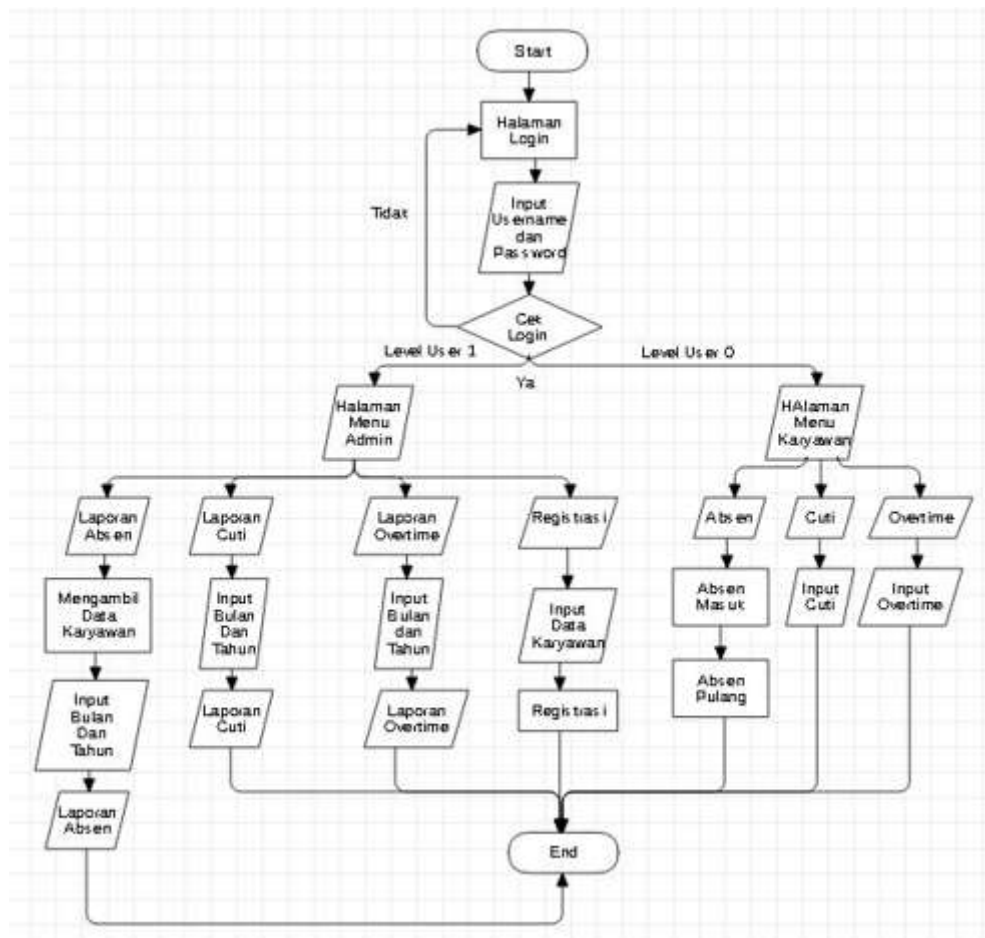 Start
Halaman
Login
Input
Username
dan
Password
Tidak
Cek
Login
Level User 1
Level User 0
Ya
Halaman
Menu
Admin
HAlaman
Menu
Karyawan
Laporan
Absen
Laporan
Cuti
Laporan
Overtime
Registrasi
Absen
Cuti
Overtime
Mengambil
Data
Karyawan
Input
Bulan
Dan
Tahun
Input
Bulan
dan
Tahun
Input
Data
Karyawan
Absen
Masuk
Input
Cuti
Input
Overtime
Input
Bulan
Dan
Tahun
Laporan
Cuti
Laporan
Overtime
Registrasi
Absen
Pulang
Laporan
Absen
End